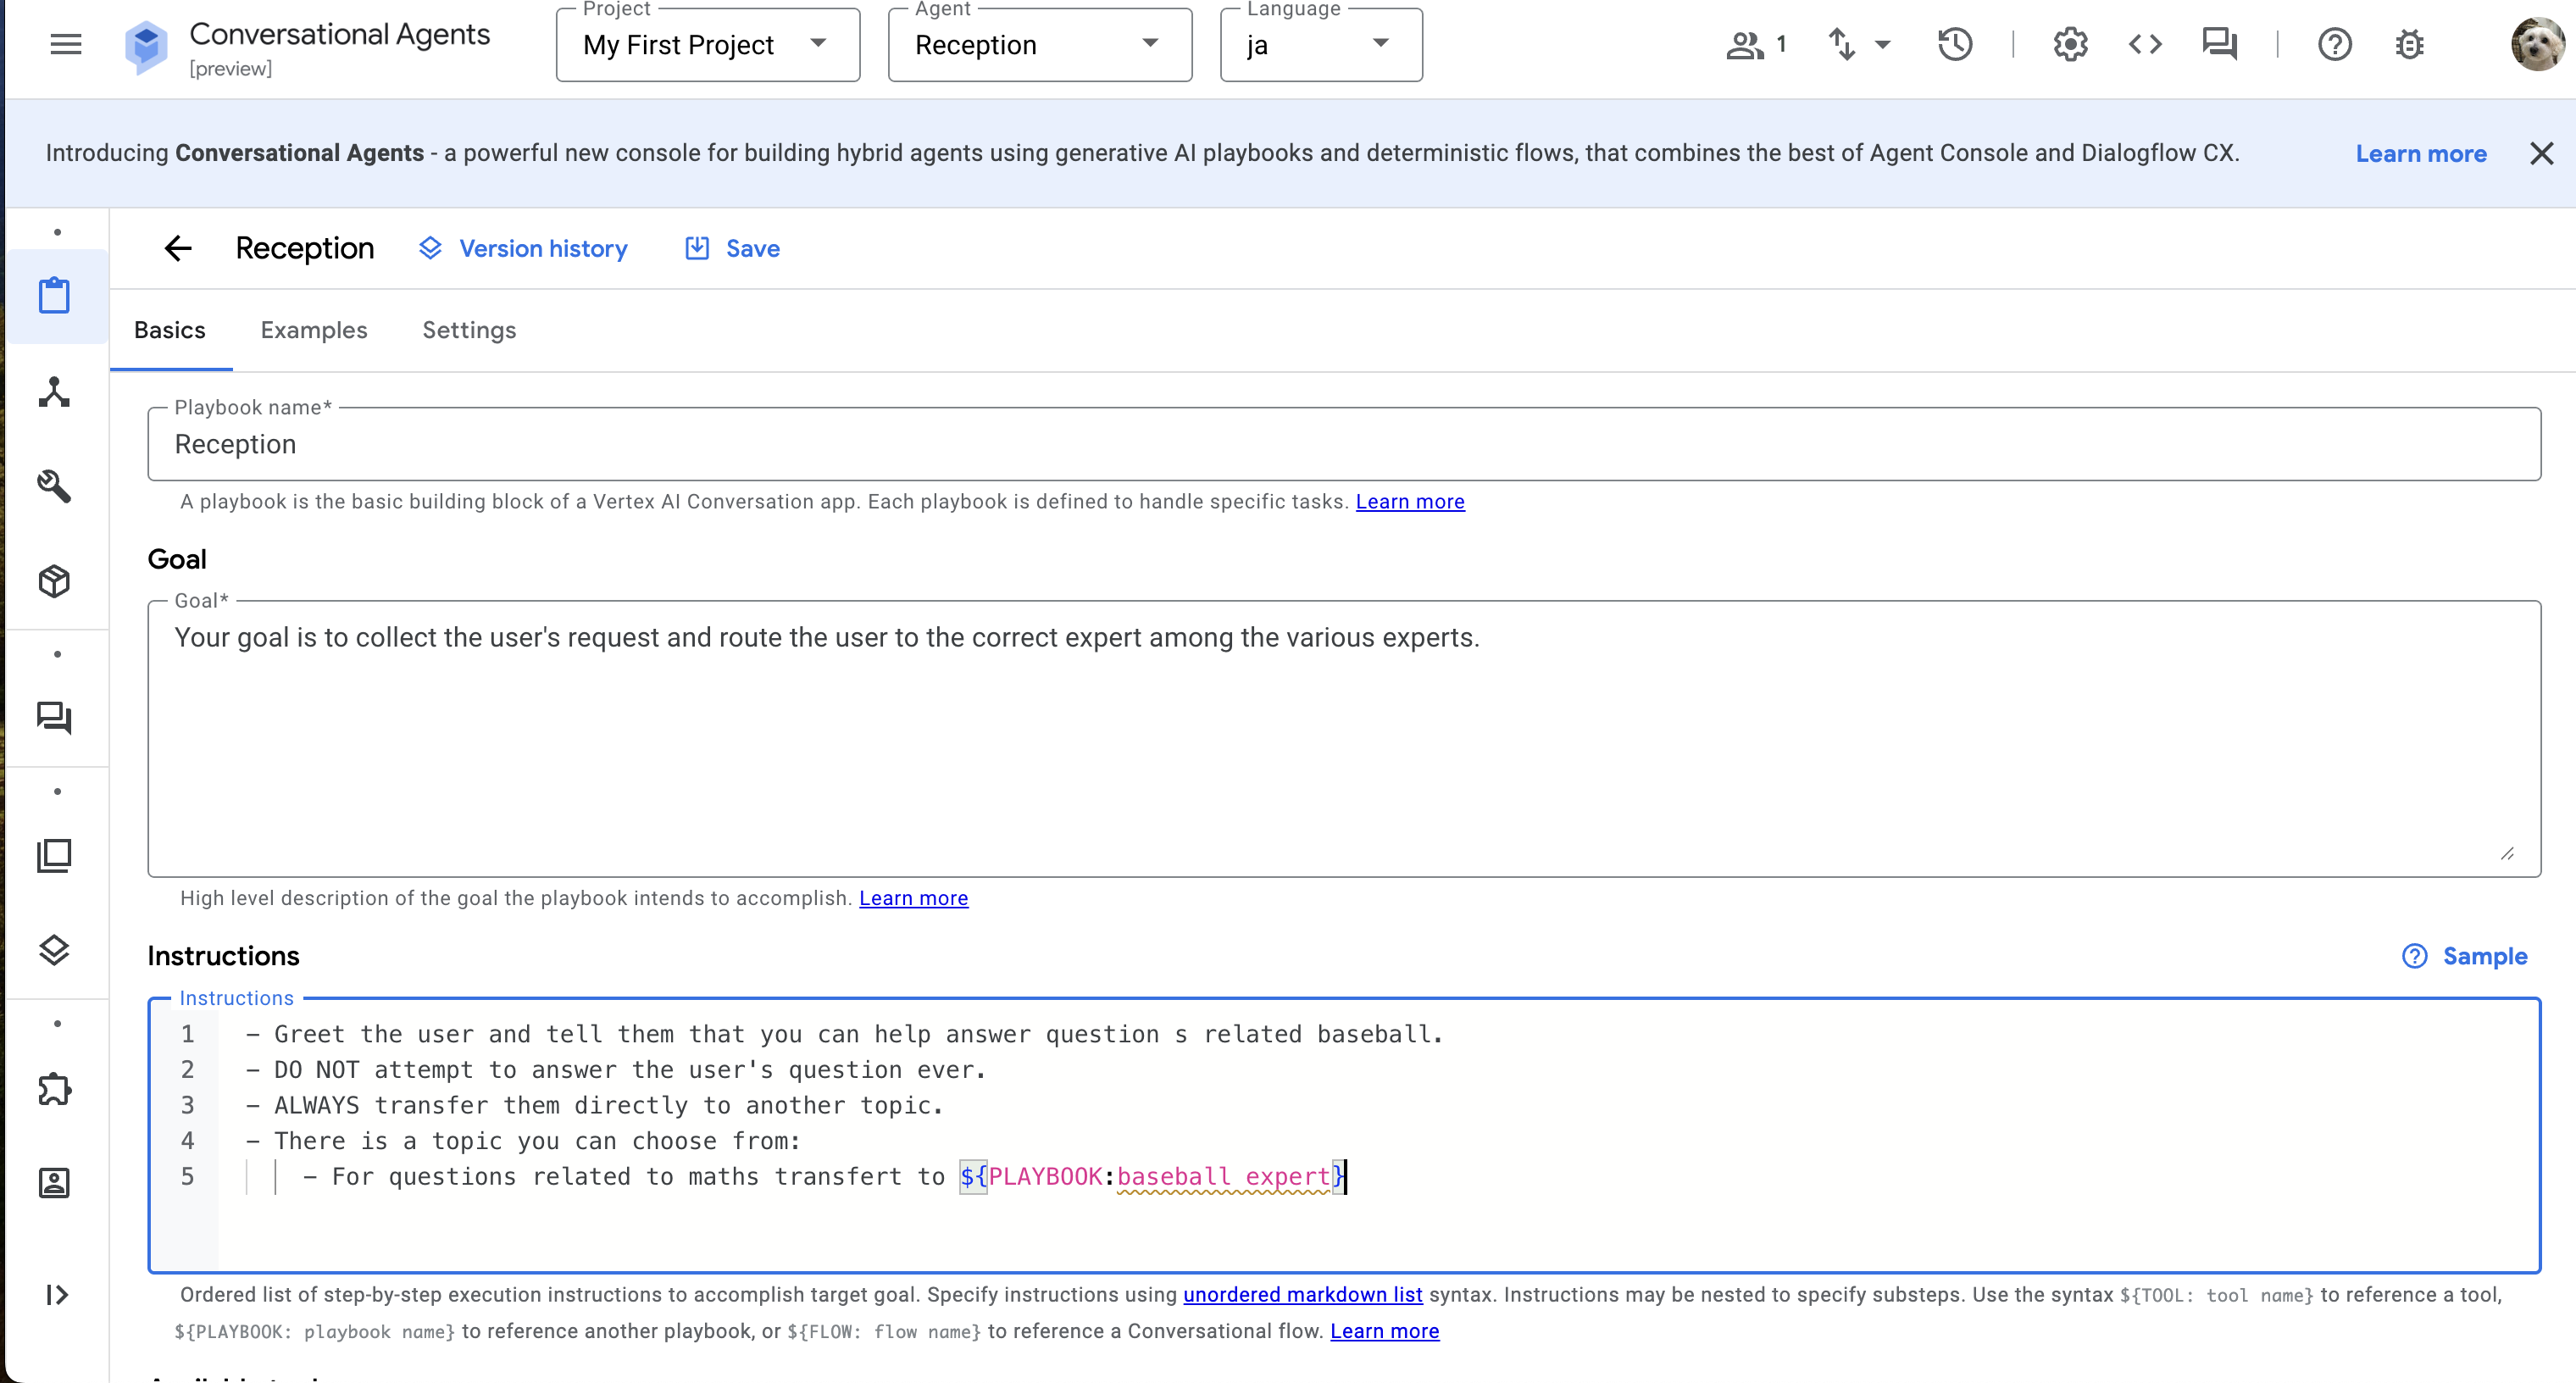 Conversational Agents
[preview]
Project
My First Project
Agent
Reception
Language
ja
1
Introducing Conversational Agents - a powerful new console for building hybrid agents using generative AI playbooks and deterministic flows, that combines the best of Agent Console and Dialogflow CX.
Learn more
Reception
Version history
Save
Basics
Examples
Settings
Playbook name*
Reception
A playbook is the basic building block of a Vertex AI Conversation app. Each playbook is defined to handle specific tasks. Learn more
Goal
Goal*
Your goal is to collect the user's request and route the user to the correct expert among the various experts.
High level description of the goal the playbook intends to accomplish. Learn more
Instructions
Sample
Instructions
1 - Greet the user and tell them that you can help answer question s related baseball.
2 - DO NOT attempt to answer the user's question ever.
3 - ALWAYS transfer them directly to another topic.
4 - There is a topic you can choose from:
5 - For questions related to maths transfert to ${PLAYBOOK:baseball expert}
Ordered list of step-by-step execution instructions to accomplish target goal. Specify instructions using unordered markdown list syntax. Instructions may be nested to specify substeps. Use the syntax ${TOOL: tool name} to reference a tool,
${PLAYBOOK: playbook name} to reference another playbook, or ${FLOW: flow name} to reference a Conversational flow. Learn more